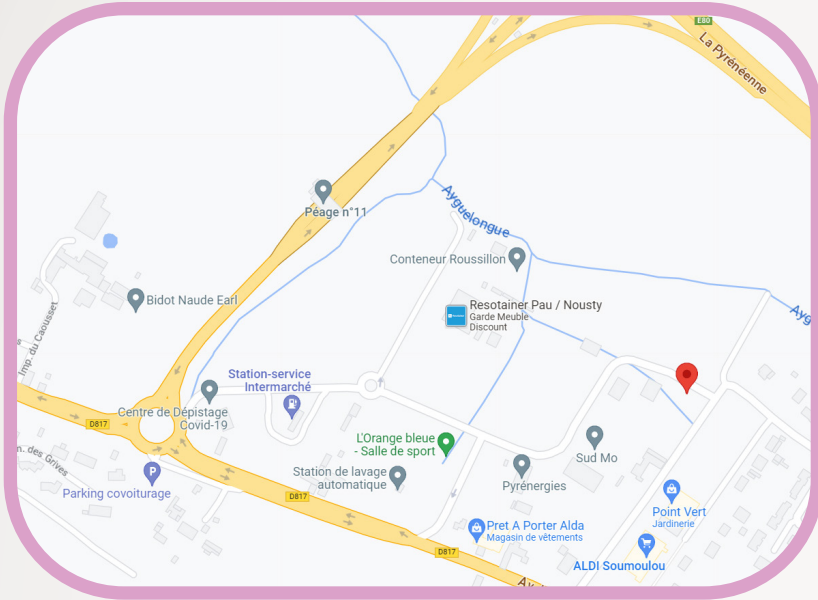 E80
La Pyrénéenne
Péage n°11
Ayguelongue
Conteneur Roussillon
Bidot Naude Earl
Resotainer Pau / Nousty
Garde Meuble
Discount
Imp. du Caousset
Station-service
Intermarché
Centre de Dépistage
Covid-19
D817
L'Orange bleue
- Salle de sport
Sud Mo
n. des Grives
Station de lavage
automatique
Pyrénergies
Parking covoiturage
D817
Point Vert
Jardinerie
Pret A Porter Alda
Magasin de vêtements
D817
ALDI Soumoulou